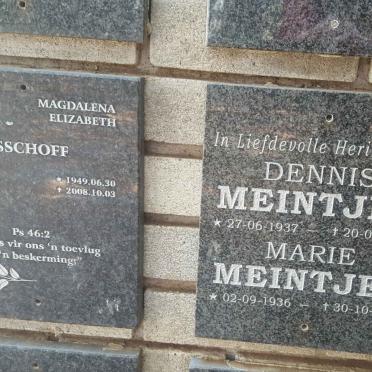 MAGDALENA
ELIZABETH
SSCHOFF
* 1949.06.30
† 2008.10.03
Ps 46:2
s vir ons 'n toevlug
'n beskerming:"
In Liefdevolle Heri
DENNIS
MEINTJE
* 27-06-1937 - † 20-0
MARIE
MEINTJE
* 02-09-1936 - † 30-10-